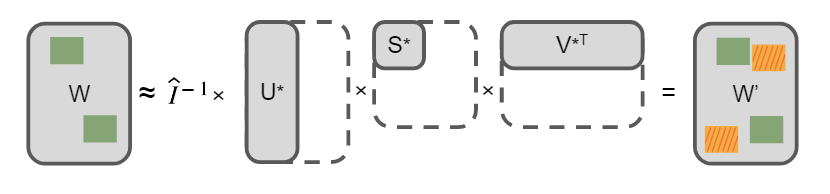 W ≈ Î⁻¹ × U* × S* × V*ᵀ = W'